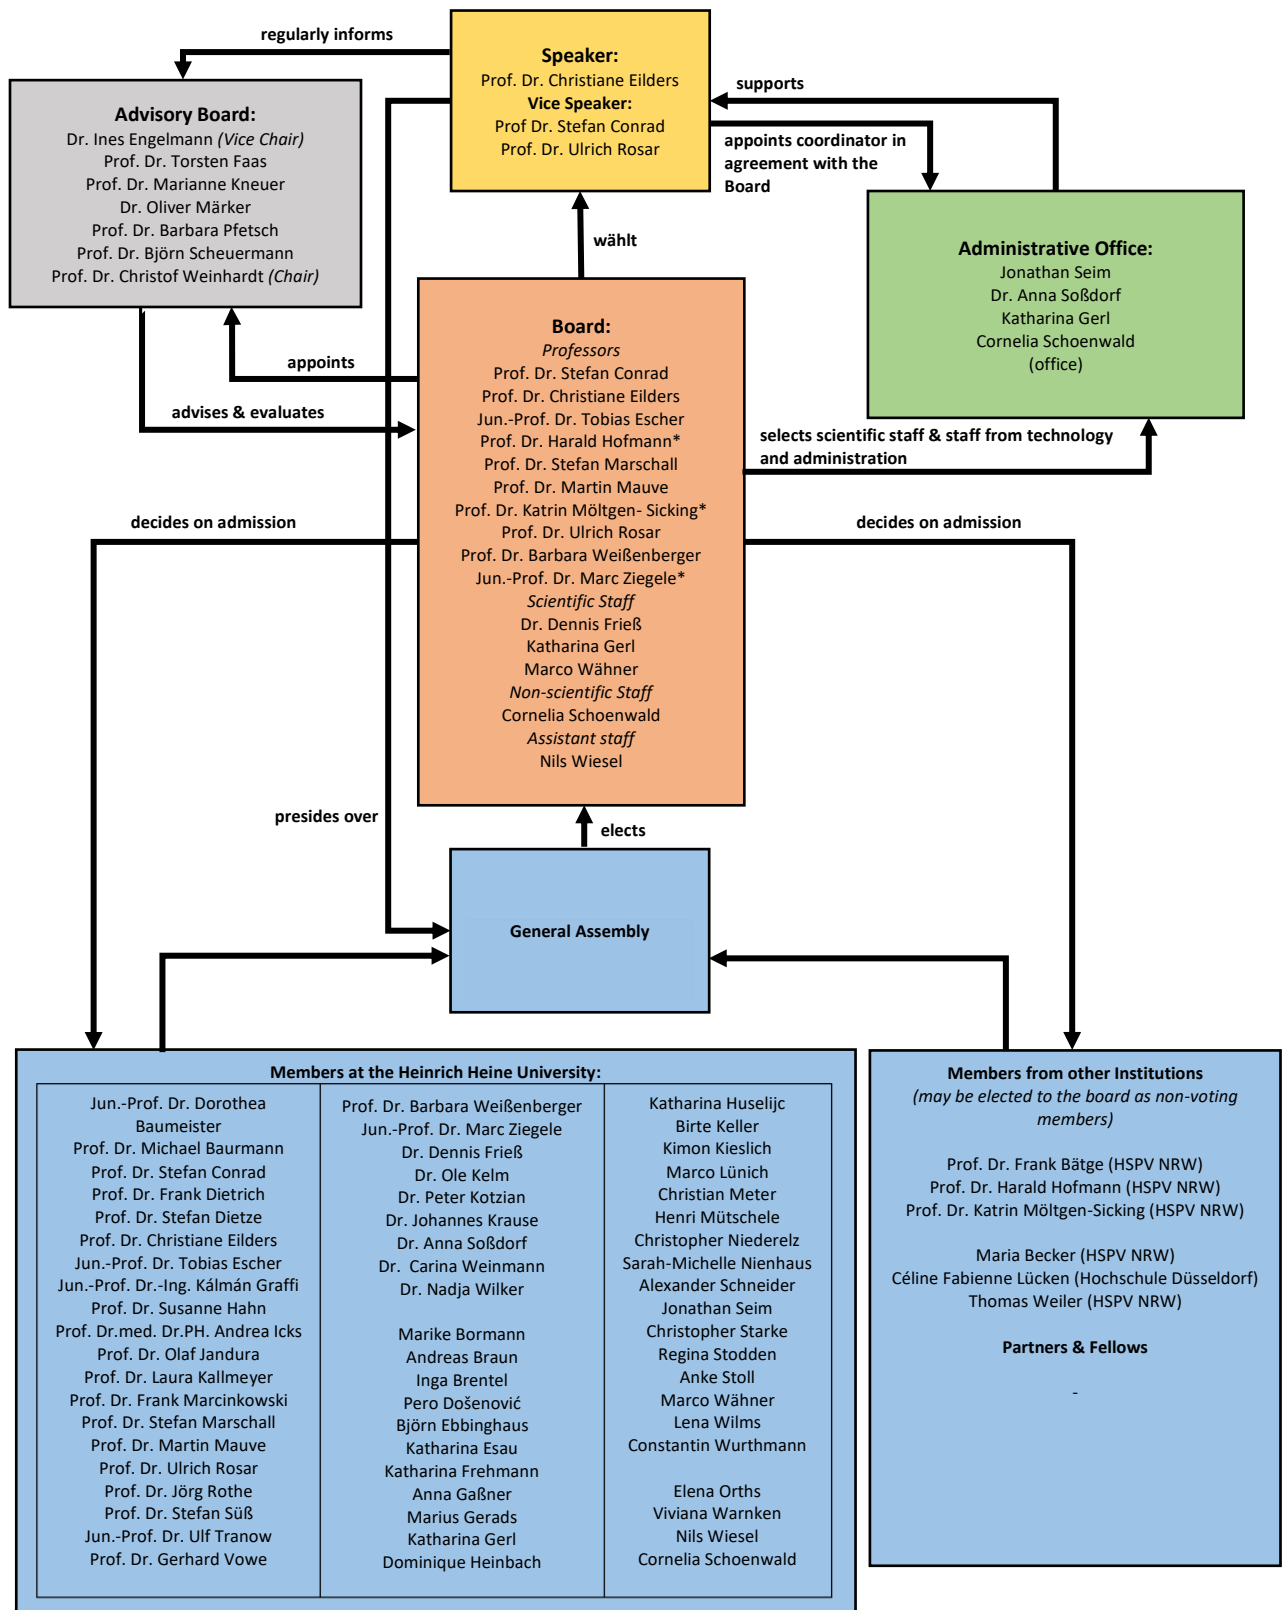 regularly informs
Speaker:
Prof. Dr. Christiane Eilders
Vice Speaker:
Prof Dr. Stefan Conrad
Prof. Dr. Ulrich Rosar
supports
appoints coordinator in
agreement with the
Board
Advisory Board:
Dr. Ines Engelmann (Vice Chair)
Prof. Dr. Torsten Faas
Prof. Dr. Marianne Kneuer
Dr. Oliver Märker
Prof. Dr. Barbara Pfetsch
Prof. Dr. Björn Scheuermann
Prof. Dr. Christof Weinhardt (Chair)
wählt
Administrative Office:
Jonathan Seim
Dr. Anna Soßdorf
Katharina Gerl
Cornelia Schoenwald
(office)
appoints
advises & evaluates
Board:
Professors
Prof. Dr. Stefan Conrad
Prof. Dr. Christiane Eilders
Jun.-Prof. Dr. Tobias Escher
Prof. Dr. Harald Hofmann*
Prof. Dr. Stefan Marschall
Prof. Dr. Martin Mauve
Prof. Dr. Katrin Möltgen- Sicking*
Prof. Dr. Ulrich Rosar
Prof. Dr. Barbara Weißenberger
Jun.-Prof. Dr. Marc Ziegele*
Scientific Staff
Dr. Dennis Frieß
Katharina Gerl
Marco Wähner
Non-scientific Staff
Cornelia Schoenwald
Assistant staff
Nils Wiesel
selects scientific staff & staff from technology
and administration
decides on admission
decides on admission
presides over
elects
General Assembly
Members at the Heinrich Heine University:
Jun.-Prof. Dr. Dorothea
Baumeister
Prof. Dr. Michael Baurmann
Prof. Dr. Stefan Conrad
Prof. Dr. Frank Dietrich
Prof. Dr. Stefan Dietze
Prof. Dr. Christiane Eilders
Jun.-Prof. Dr. Tobias Escher
Jun.-Prof. Dr.-Ing. Kálmán Graffi
Prof. Dr. Susanne Hahn
Prof. Dr.med. Dr.PH. Andrea Icks
Prof. Dr. Olaf Jandura
Prof. Dr. Laura Kallmeyer
Prof. Dr. Frank Marcinkowski
Prof. Dr. Stefan Marschall
Prof. Dr. Martin Mauve
Prof. Dr. Ulrich Rosar
Prof. Dr. Jörg Rothe
Prof. Dr. Stefan Süß
Jun.-Prof. Dr. Ulf Tranow
Prof. Dr. Gerhard Vowe
Prof. Dr. Barbara Weißenberger
Jun.-Prof. Dr. Marc Ziegele
Dr. Dennis Frieß
Dr. Ole Kelm
Dr. Peter Kotzian
Dr. Johannes Krause
Dr. Anna Soßdorf
Dr. Carina Weinmann
Dr. Nadja Wilker
Marike Bormann
Andreas Braun
Inga Brentel
Pero Došenović
Björn Ebbinghaus
Katharina Esau
Katharina Frehmann
Anna Gaßner
Marius Gerads
Katharina Gerl
Dominique Heinbach
Katharina Huselijc
Birte Keller
Kimon Kieslich
Marco Lünich
Christian Meter
Henri Mütschele
Christopher Niederelz
Sarah-Michelle Nienhaus
Alexander Schneider
Jonathan Seim
Christopher Starke
Regina Stodden
Anke Stoll
Marco Wähner
Lena Wilms
Constantin Wurthmann
Elena Orths
Viviana Warnken
Nils Wiesel
Cornelia Schoenwald
Members from other Institutions
(may be elected to the board as non-voting
members)
Prof. Dr. Frank Bätge (HSPV NRW)
Prof. Dr. Harald Hofmann (HSPV NRW)
Prof. Dr. Katrin Möltgen-Sicking (HSPV NRW)
Maria Becker (HSPV NRW)
Céline Fabienne Lücken (Hochschule Düsseldorf)
Thomas Weiler (HSPV NRW)
Partners & Fellows
-